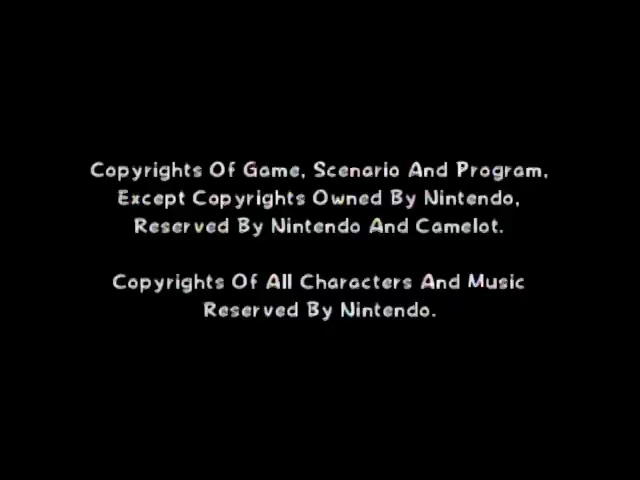 Copyrights Of Game, Scenario And Program,
Except Copyrights Owned By Nintendo,
Reserved By Nintendo And Camelot.
Copyrights Of All Characters And Music
Reserved By Nintendo.